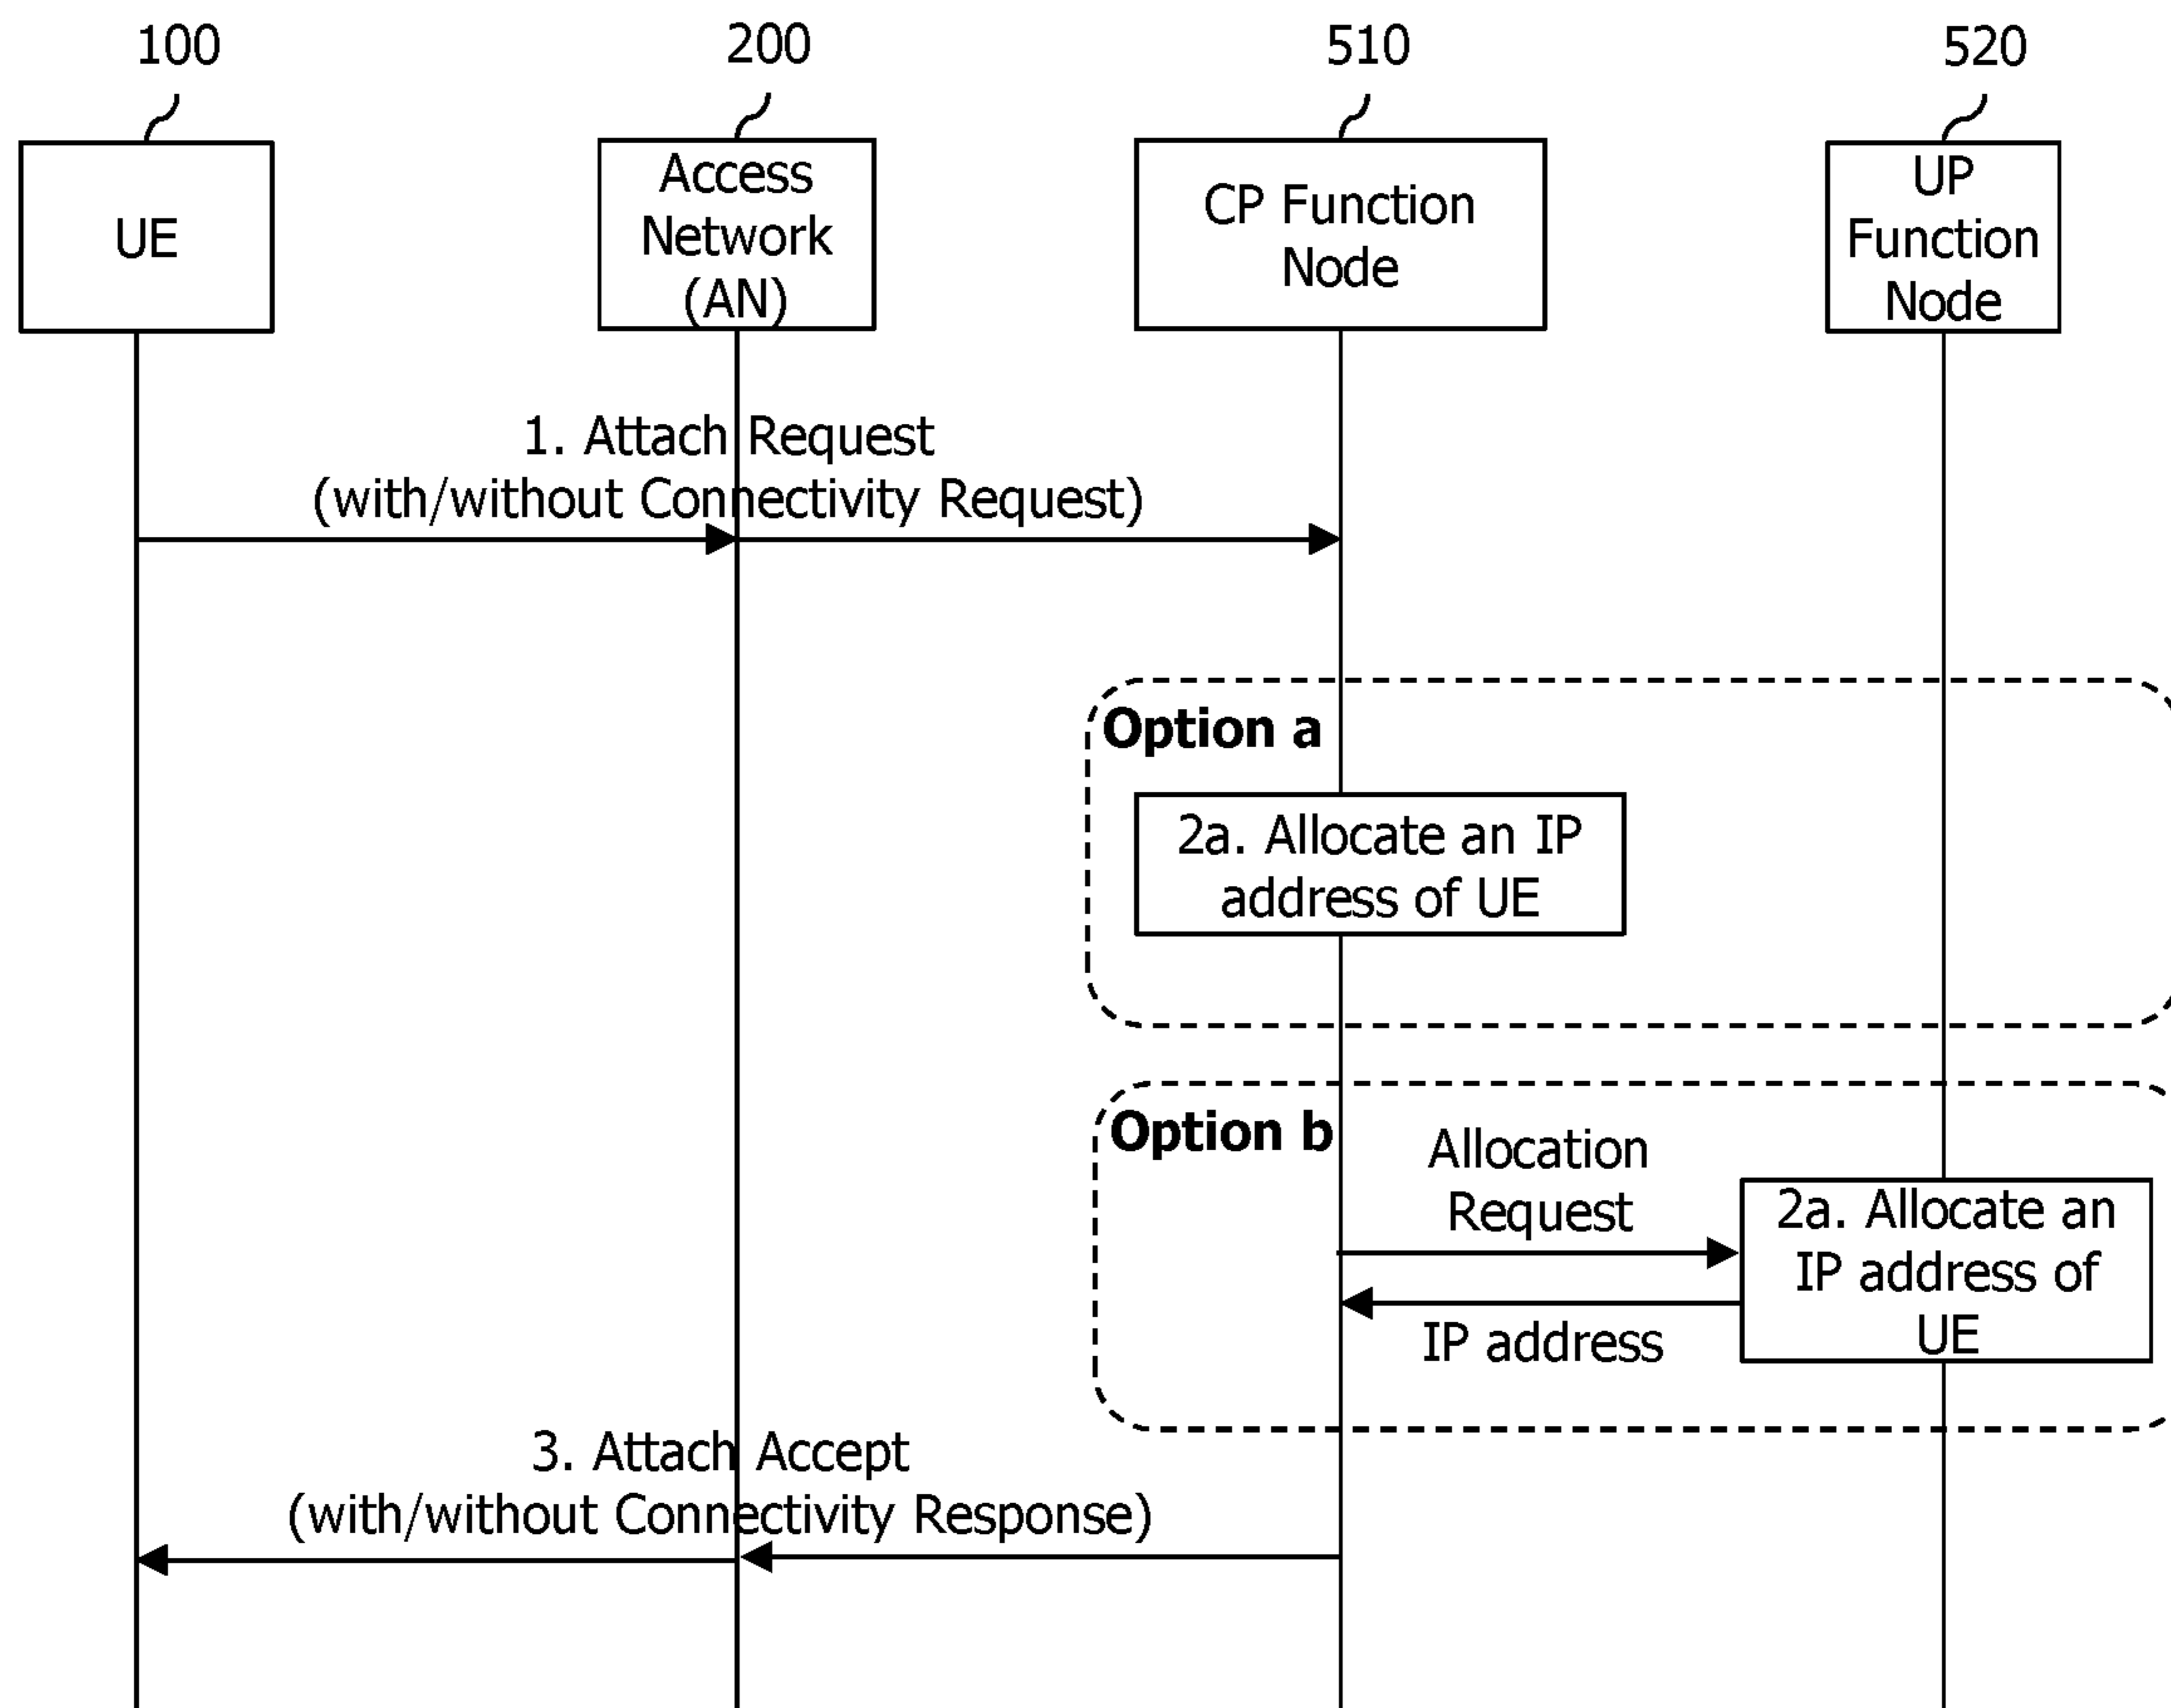 100
200
510
520
UE
Access
Network
(AN)
CP Function
Node
UP
Function
Node
1. Attach Request
(with/without Connectivity Request)
Option a
2a. Allocate an IP
address of UE
Option b
Allocation
Request
2a. Allocate an
IP address of
UE
IP address
3. Attach Accept
(with/without Connectivity Response)